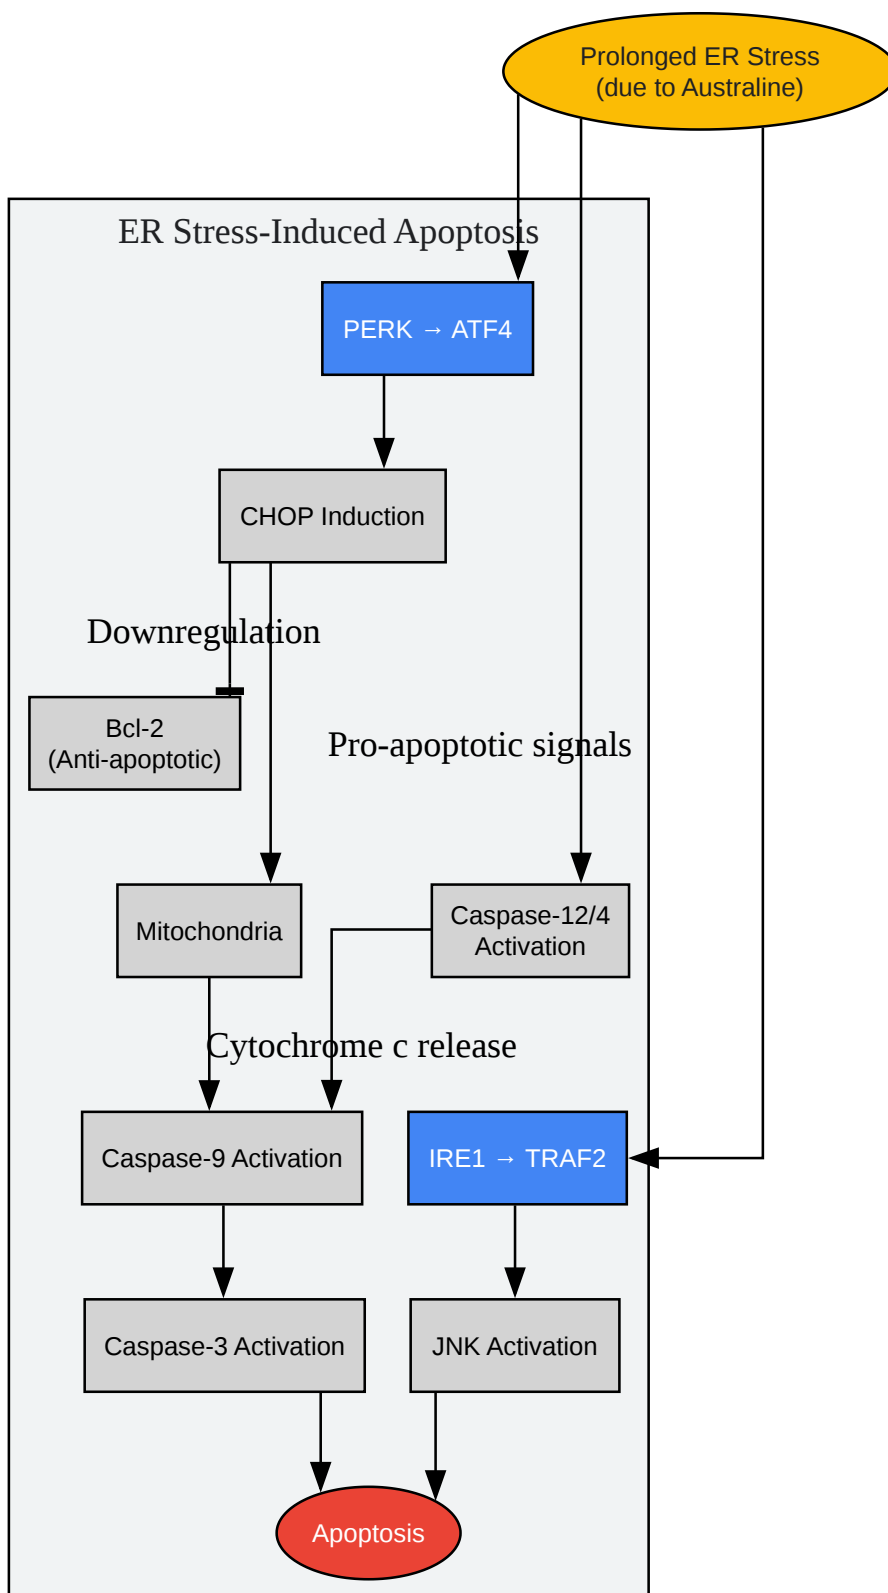 Prolonged ER Stress
(due to Australine)
ER Stress-Induced Apoptosis
PERK → ATF4
CHOP Induction
Downregulation
Bcl-2
(Anti-apoptotic)
Pro-apoptotic signals
Mitochondria
Caspase-12/4
Activation
Cytochrome c release
Caspase-9 Activation
IRE1 → TRAF2
Caspase-3 Activation
JNK Activation
Apoptosis